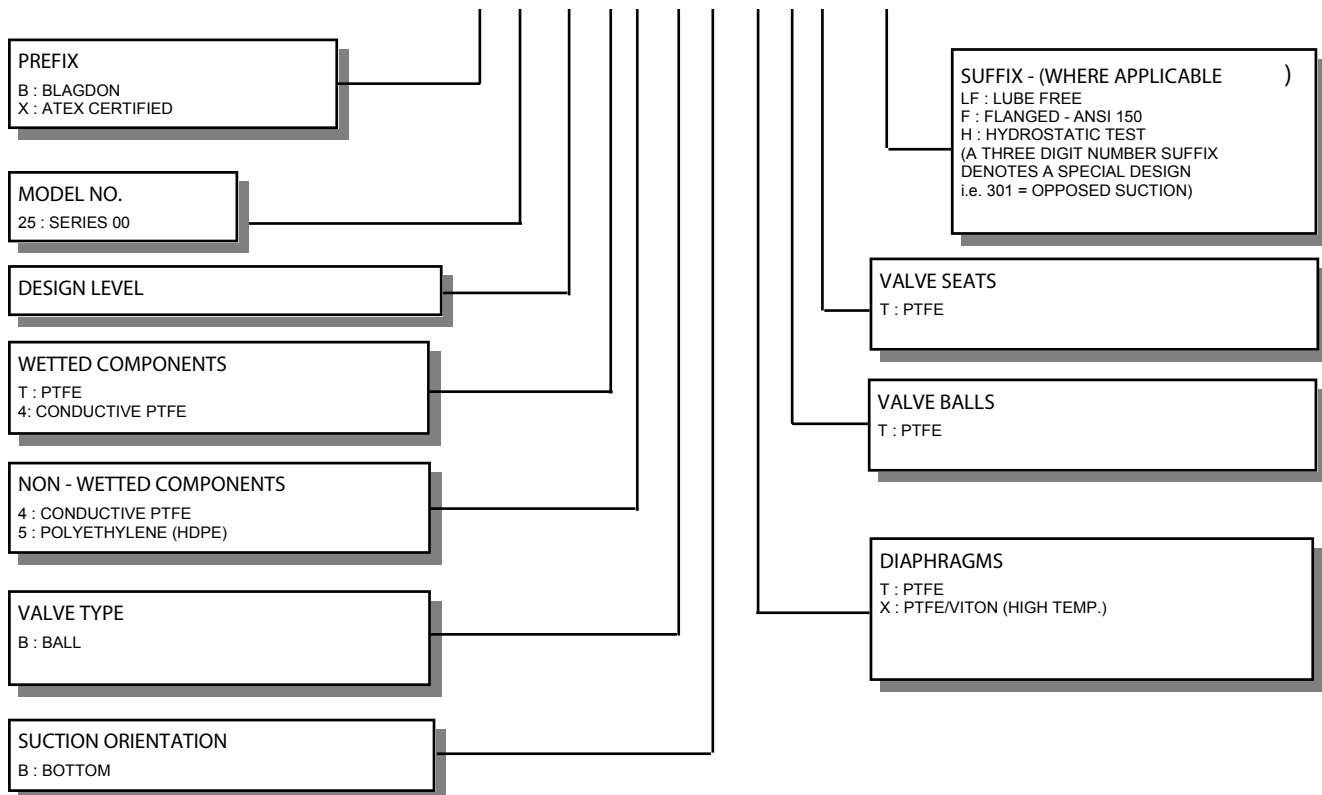 PREFIX
B : BLAGDON
X : ATEX CERTIFIED
MODEL NO.
25 : SERIES 00
DESIGN LEVEL
WETTED COMPONENTS
T : PTFE
4: CONDUCTIVE PTFE
NON - WETTED COMPONENTS
4 : CONDUCTIVE PTFE
5 : POLYETHYLENE (HDPE)
VALVE TYPE
B : BALL
SUCTION ORIENTATION
B : BOTTOM
SUFFIX - (WHERE APPLICABLE )
LF : LUBE FREE
F : FLANGED - ANSI 150
H : HYDROSTATIC TEST
(A THREE DIGIT NUMBER SUFFIX
DENOTES A SPECIAL DESIGN
i.e. 301 = OPPOSED SUCTION)
VALVE SEATS
T : PTFE
VALVE BALLS
T : PTFE
DIAPHRAGMS
T : PTFE
X : PTFE/VITON (HIGH TEMP.)